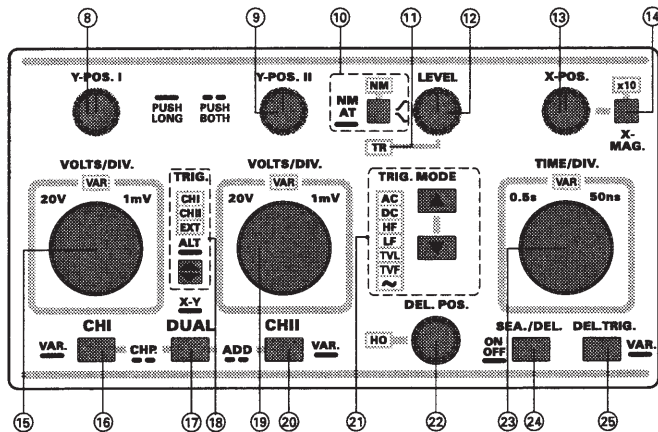 8 9 10 11 12 13 14
Y-POS. I
PUSH LONG
PUSH BOTH
Y-POS. II
NM AT
NM
LEVEL
TR
X-POS.
x10
X-MAG.
VOLTS/DIV.
VAR
20V 1mV
TRIG.
CHI
CHII
EXT
ALT
VOLTS/DIV.
VAR
20V 1mV
TRIG. MODE
AC
DC
HF
LF
TVL
TVF
~
TIME/DIV.
VAR
0.5s 50ns
X-Y
CHI
DUAL
CHII
VAR.
CHP.
ADD
VAR.
DEL. POS.
HO
SEA./DEL.
ON
OFF
DEL.TRIG.
VAR.
15 16 17 18 19 20 21 22 23 24 25